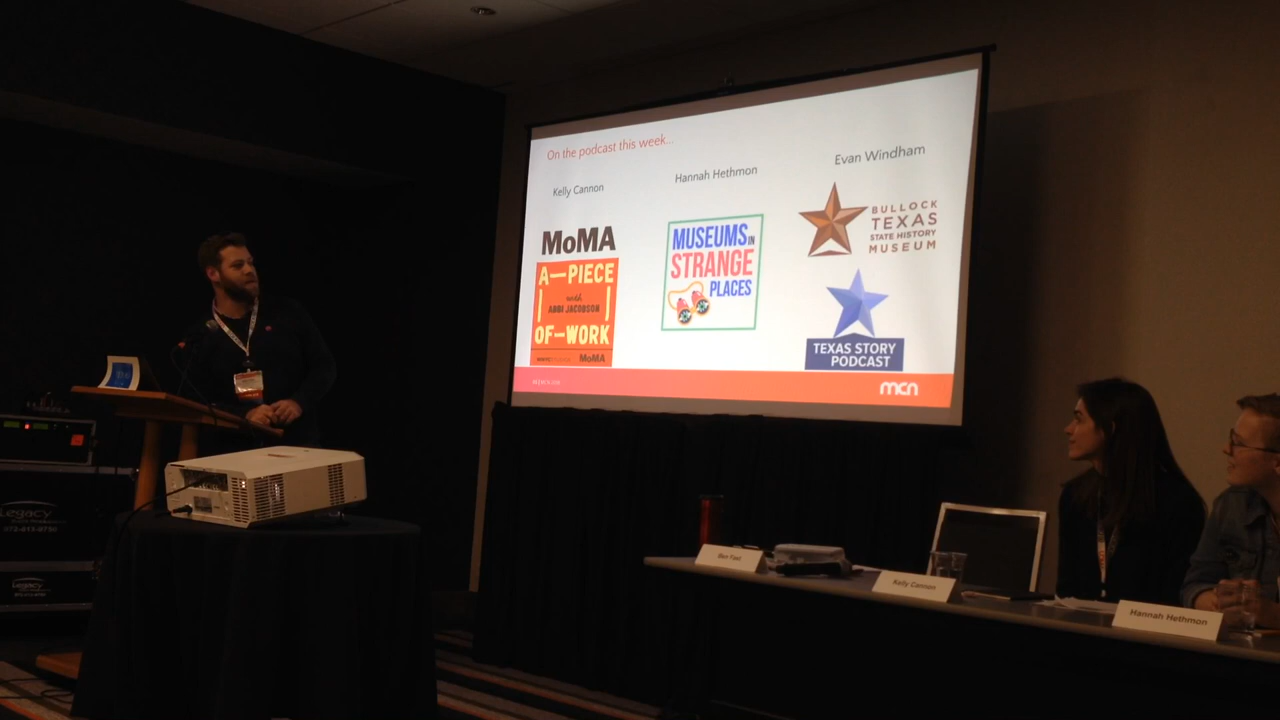 On the podcast this week...
Kelly Cannon
Hannah Hethmon
Evan Windham
MoMA
A—PIECE
with
ABBI JACOBSON
OF—WORK
MoMA
MUSEUMS IN
STRANGE
PLACES
BULLOCK
TEXAS
STATE HISTORY
MUSEUM
TEXAS STORY
PODCAST
mcn
Legacy
Legacy
Ben Fast
Kelly Cannon
Hannah Hethmon